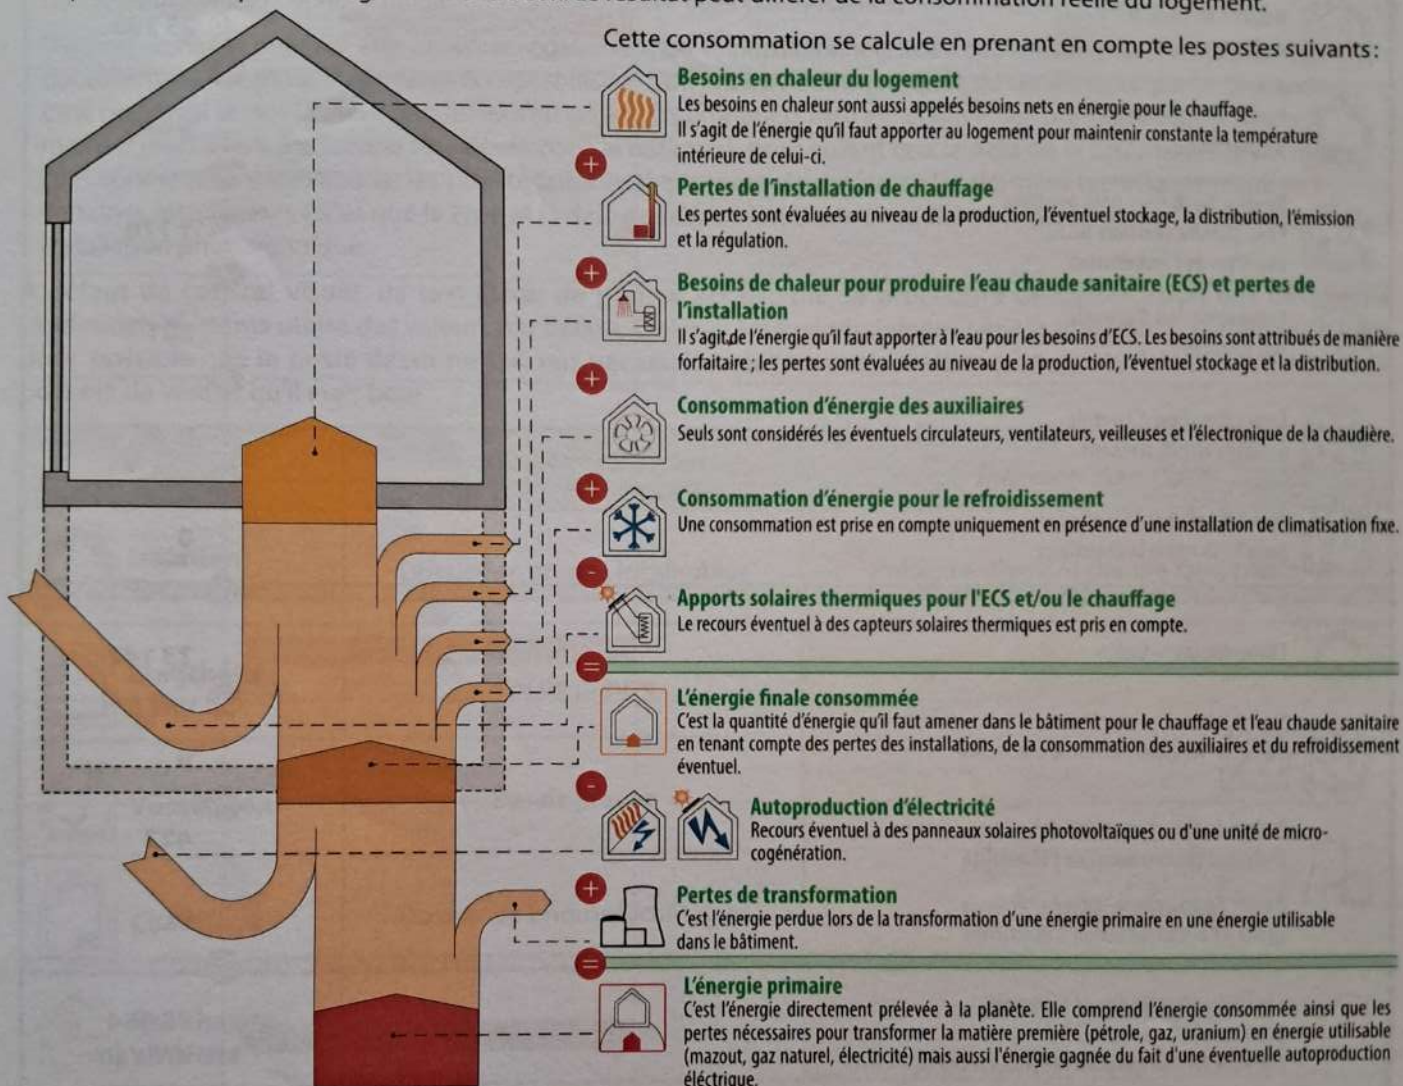 résultat peut différer de la consommation réelle du logement.
Cette consommation se calcule en prenant en compte les postes suivants :
Besoins en chaleur du logement
Les besoins en chaleur sont aussi appelés besoins nets en énergie pour le chauffage.
Il s'agit de l'énergie qu'il faut apporter au logement pour maintenir constante la température
intérieure de celui-ci.
+
Pertes de l'installation de chauffage
Les pertes sont évaluées au niveau de la production, l'éventuel stockage, la distribution, l'émission
et la régulation.
+
Besoins de chaleur pour produire l'eau chaude sanitaire (ECS) et pertes de
l'installation
Il s'agit de l'énergie qu'il faut apporter à l'eau pour les besoins d'ECS. Les besoins sont attribués de manière
forfaitaire ; les pertes sont évaluées au niveau de la production, l'éventuel stockage et la distribution.
+
Consommation d'énergie des auxiliaires
Seuls sont considérés les éventuels circulateurs, ventilateurs, veilleuses et l'électronique de la chaudière.
+
Consommation d'énergie pour le refroidissement
Une consommation est prise en compte uniquement en présence d'une installation de climatisation fixe.
-
Apports solaires thermiques pour l'ECS et/ou le chauffage
Le recours éventuel à des capteurs solaires thermiques est pris en compte.
=
L'énergie finale consommée
C'est la quantité d'énergie qu'il faut amener dans le bâtiment pour le chauffage et l'eau chaude sanitaire
en tenant compte des pertes des installations, de la consommation des auxiliaires et du refroidissement
éventuel.
-
Autoproduction d'électricité
Recours éventuel à des panneaux solaires photovoltaïques ou d'une unité de micro-
cogénération.
+
Pertes de transformation
C'est l'énergie perdue lors de la transformation d'une énergie primaire en une énergie utilisable
dans le bâtiment.
=
L'énergie primaire
C'est l'énergie directement prélevée à la planète. Elle comprend l'énergie consommée ainsi que les
pertes nécessaires pour transformer la matière première (pétrole, gaz, uranium) en énergie utilisable
(mazout, gaz naturel, électricité) mais aussi l'énergie gagnée du fait d'une éventuelle autoproduction
éléctrique.